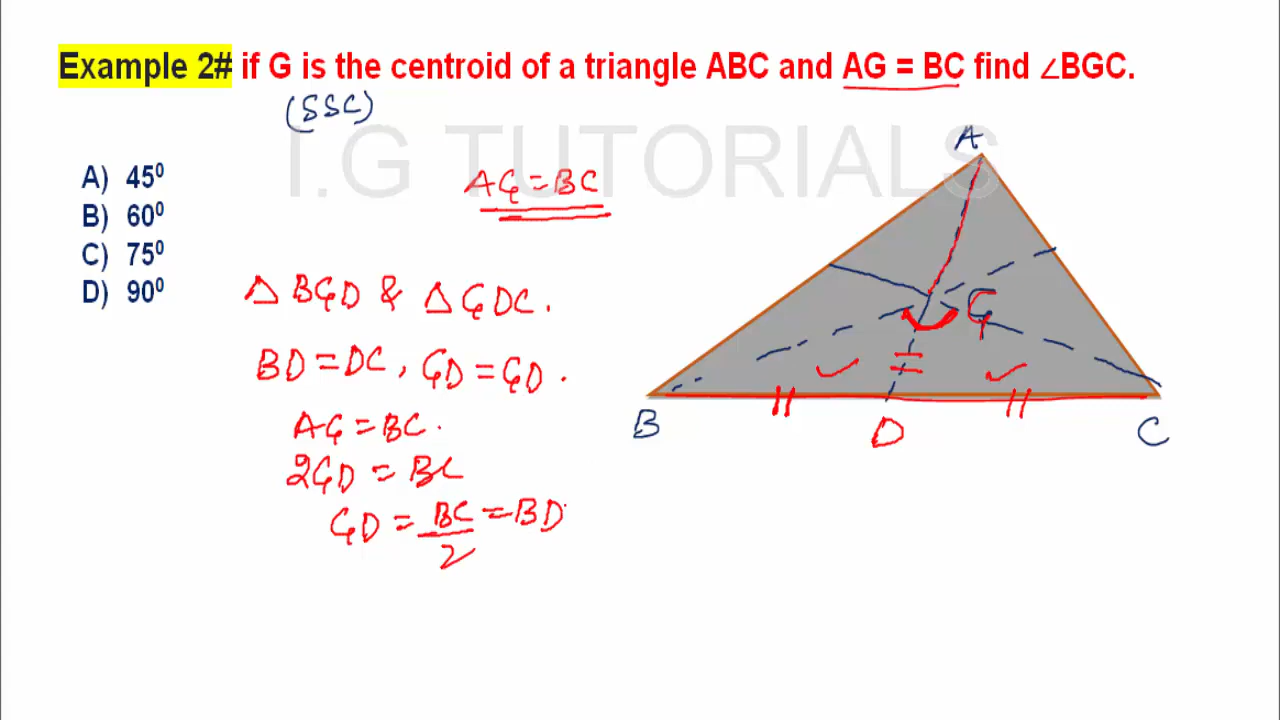 Example 2# if G is the centroid of a triangle ABC and AG = BC find ∠BGC.
(SSC)
I.G TUTORIALS
A) 45⁰
B) 60⁰
C) 75⁰
D) 90⁰
AG = BC
△ BGD & △ GDC.
BD = DC, GD = GD.
AG = BC.
2GD = BC
GD = BC/2 = BD
A
G
B
D
C